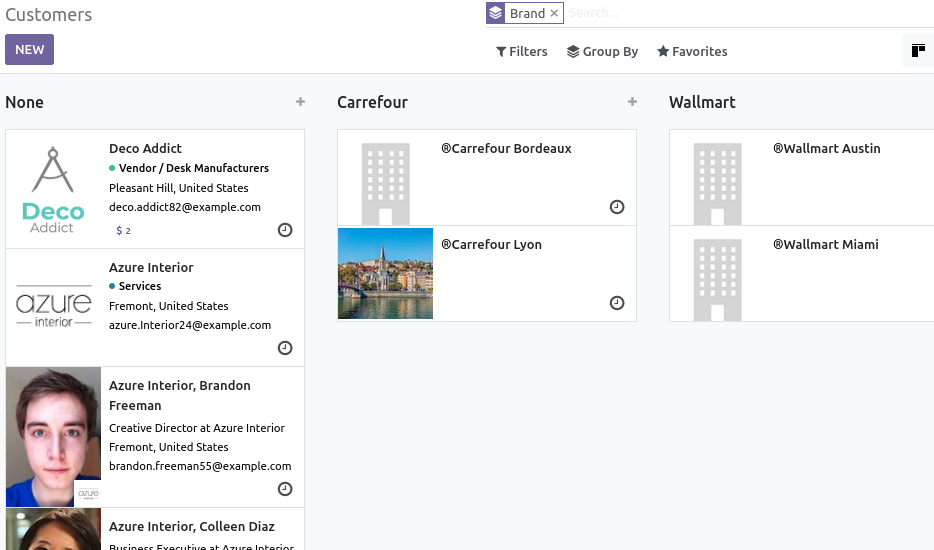 Customers
Brand ×
Search...
NEW
Filters
Group By
Favorites
None +
Carrefour +
Wallmart
Deco Addict
Vendor / Desk Manufacturers
Pleasant Hill, United States
deco.addict82@example.com
$ 2
Deco
Addict
Azure Interior
Services
Fremont, United States
azure.Interior24@example.com
azure
interior
Azure Interior, Brandon
Freeman
Creative Director at Azure Interior
Fremont, United States
brandon.freeman55@example.com
azure
Azure Interior, Colleen Diaz
Business Executive at Azure Interior
®Carrefour Bordeaux
®Carrefour Lyon
®Wallmart Austin
®Wallmart Miami